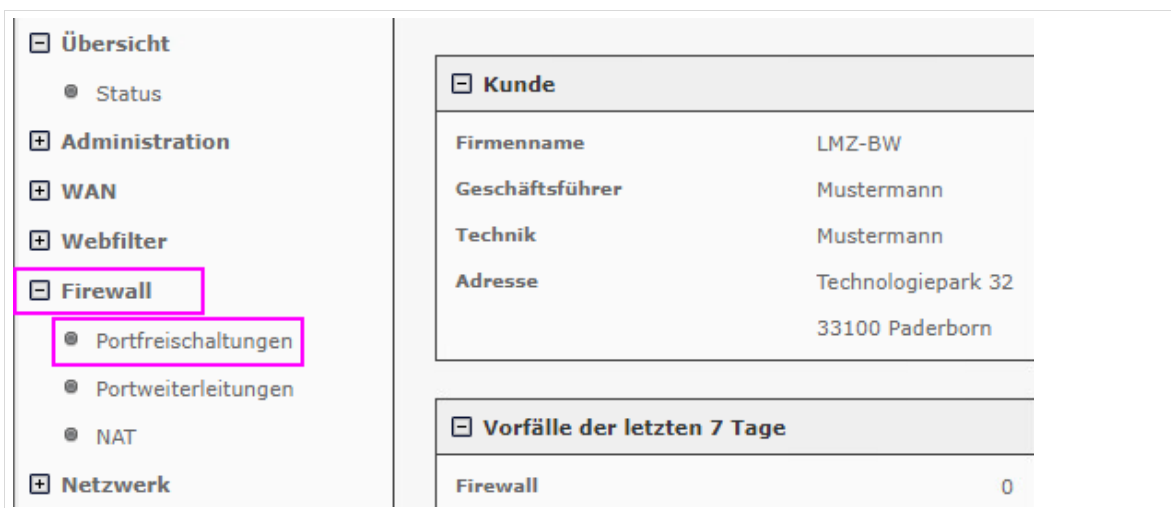 Übersicht
Status
Administration
WAN
Webfilter
Firewall
Portfreischaltungen
Portweiterleitungen
NAT
Netzwerk
Kunde
Firmenname LMZ-BW
Geschäftsführer Mustermann
Technik Mustermann
Adresse Technologiepark 32
33100 Paderborn
Vorfälle der letzten 7 Tage
Firewall 0